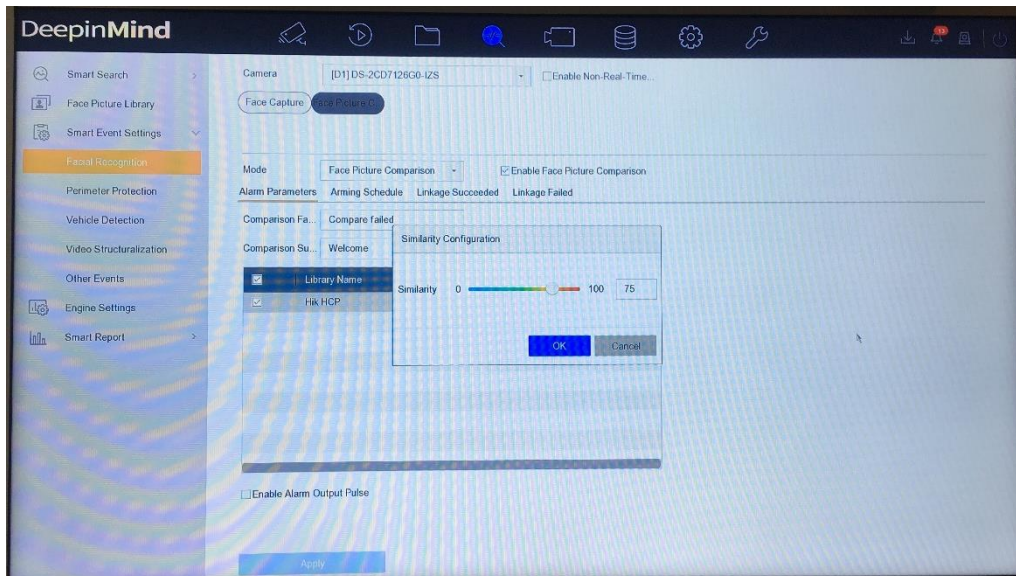 DeepinMind
13
Smart Search
Face Picture Library
Smart Event Settings
Facial Recognition
Perimeter Protection
Vehicle Detection
Video Structuralization
Other Events
Engine Settings
Smart Report
Camera [D1] DS-2CD7126G0-IZS Enable Non-Real-Time...
Face Capture Face Picture C...
Mode Face Picture Comparison Enable Face Picture Comparison
Alarm Parameters Arming Schedule Linkage Succeeded Linkage Failed
Comparison Fa... Compare failed
Comparison Su... Welcome
Library Name
Hik HCP
Similarity Configuration
Similarity 0 100 75
OK Cancel
Enable Alarm Output Pulse
Apply